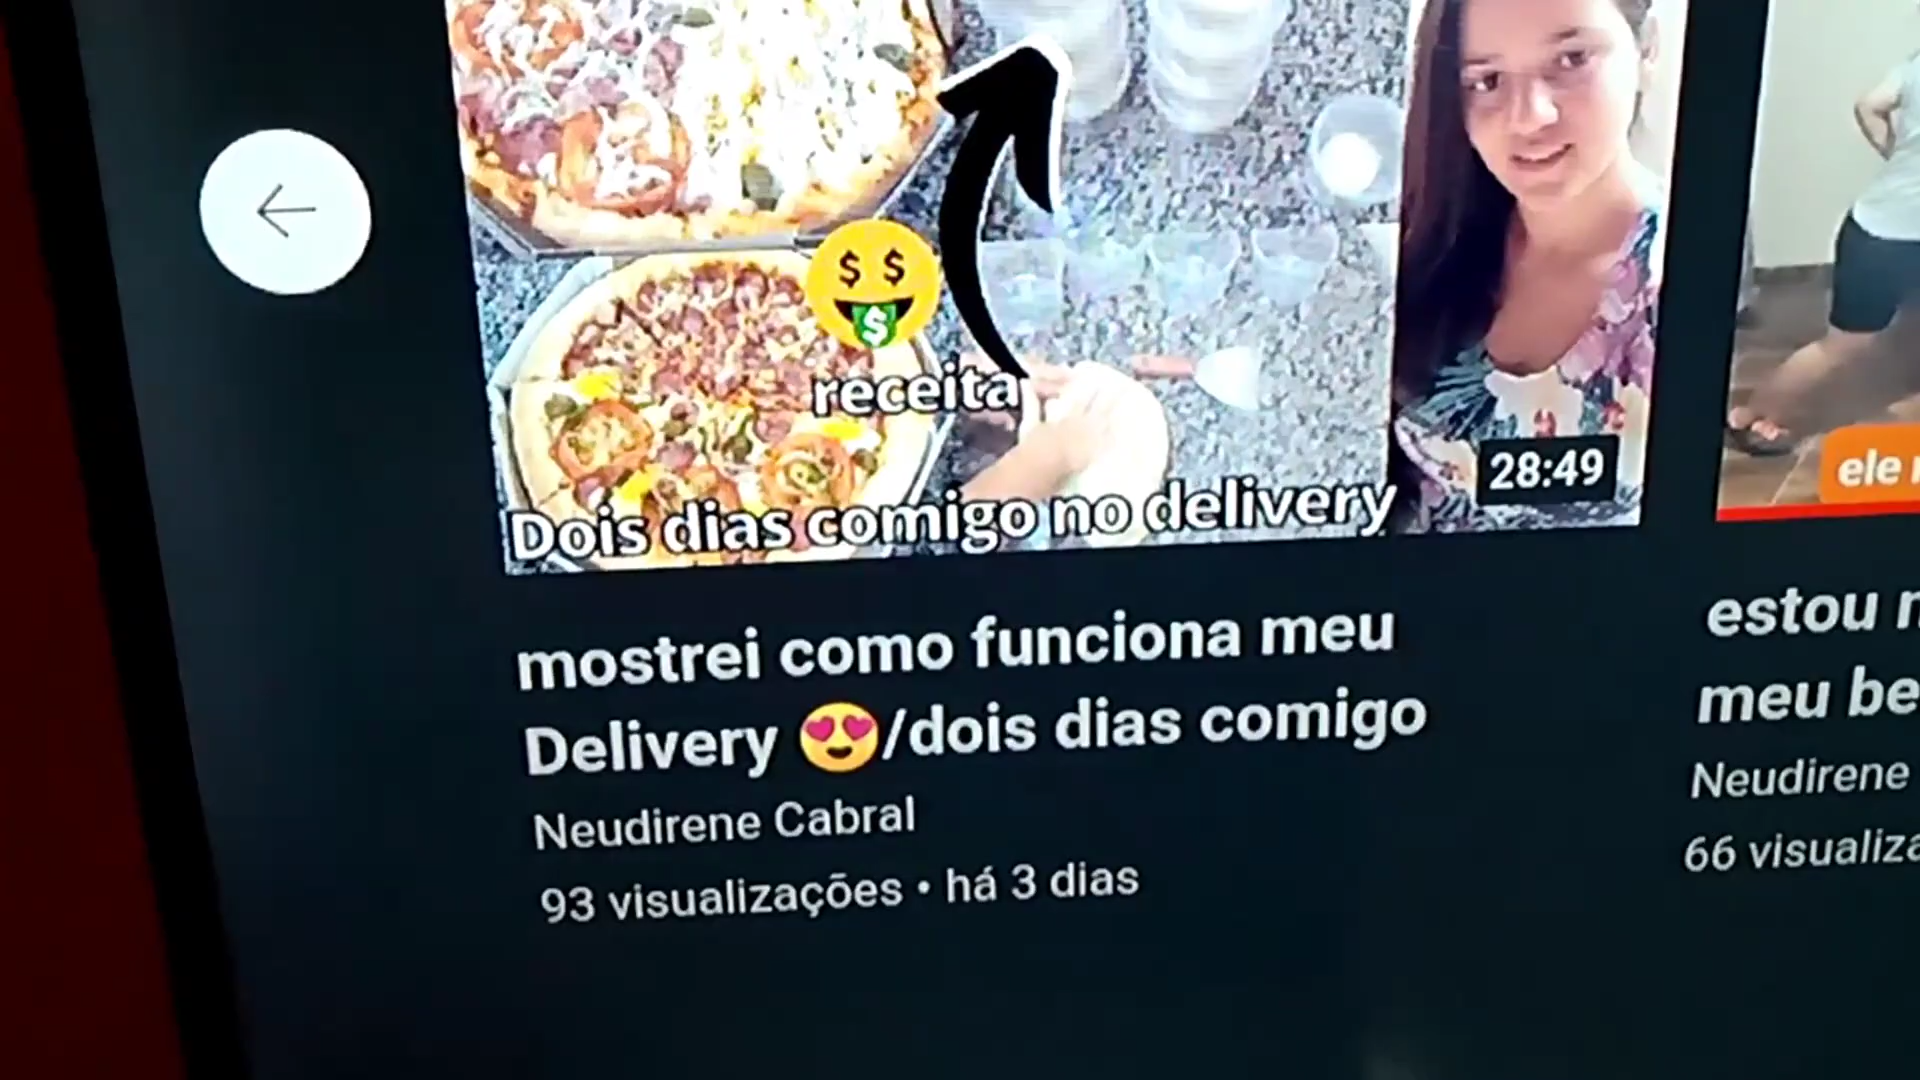 receita
Dois dias comigo no delivery
28:49
mostrei como funciona meu
Delivery 😍/dois dias comigo
Neudirene Cabral
93 visualizações • há 3 dias
ele
estou
meu be
Neudirene
66 visualiza